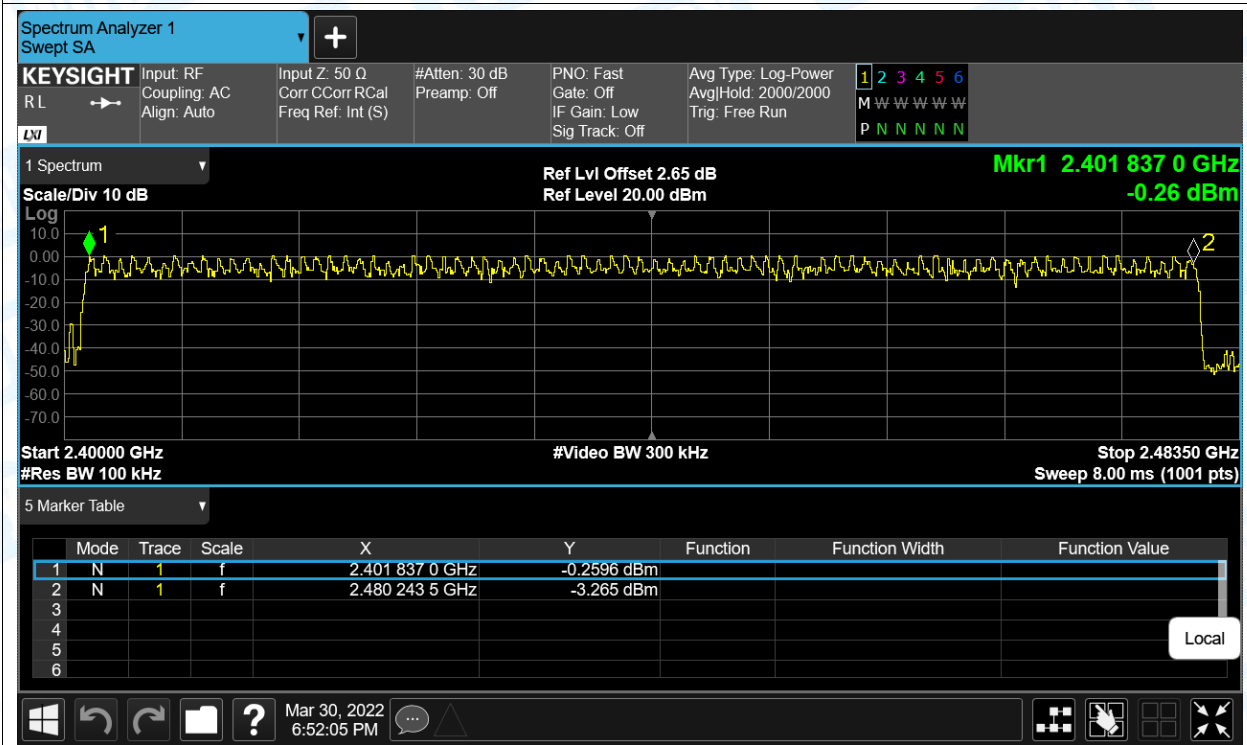 Spectrum Analyzer 1
Swept SA
KEYSIGHT Input: RF Input Z: 50 Ω #Atten: 30 dB PNO: Fast Avg Type: Log-Power 1 2 3 4 5 6
R L Coupling: AC Corr CCorr RCal Preamp: Off Gate: Off Avg|Hold: 2000/2000 M W W W W W
Align: Auto Freq Ref: Int (S) IF Gain: Low Trig: Free Run
LXI Sig Track: Off P N N N N N
1 Spectrum Ref Lvl Offset 2.65 dB Mkr1 2.401 837 0 GHz
Scale/Div 10 dB Ref Level 20.00 dBm -0.26 dBm
Log
10.0 1
0.00 2
-10.0
-20.0
-30.0
-40.0
-50.0
-60.0
-70.0
Start 2.40000 GHz #Video BW 300 kHz Stop 2.48350 GHz
#Res BW 100 kHz Sweep 8.00 ms (1001 pts)
5 Marker Table
Mode Trace Scale X Y Function Function Width Function Value
1 N 1 f 2.401 837 0 GHz -0.2596 dBm
2 N 1 f 2.480 243 5 GHz -3.265 dBm
3
4
5
6
Local
?
Mar 30, 2022
6:52:05 PM